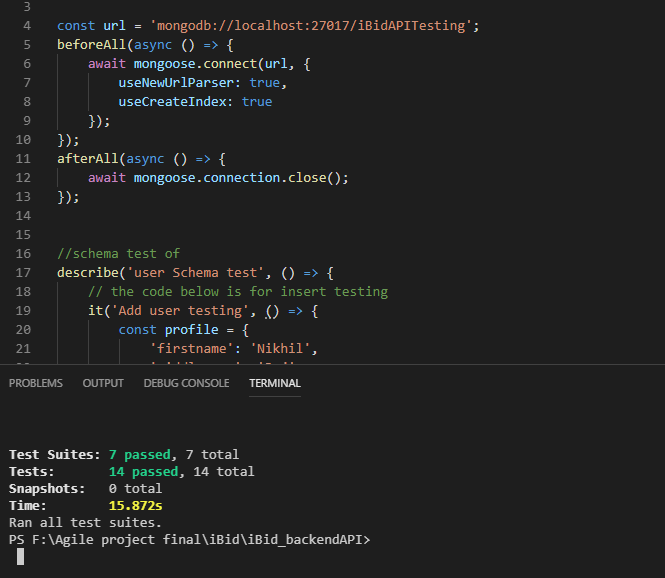 3
4 const url = 'mongodb://localhost:27017/iBidAPITesting';
5 beforeAll(async () => {
6 await mongoose.connect(url, {
7 useNewUrlParser: true,
8 useCreateIndex: true
9 });
10 });
11 afterAll(async () => {
12 await mongoose.connection.close();
13 });
14
15
16 //schema test of
17 describe('user Schema test', () => {
18 // the code below is for insert testing
19 it('Add user testing', () => {
20 const profile = {
21 'firstname': 'Nikhil',
PROBLEMS OUTPUT DEBUG CONSOLE TERMINAL
Test Suites: 7 passed, 7 total
Tests: 14 passed, 14 total
Snapshots: 0 total
Time: 15.872s
Ran all test suites.
PS F:\Agile project final\iBid\iBid_backendAPI>